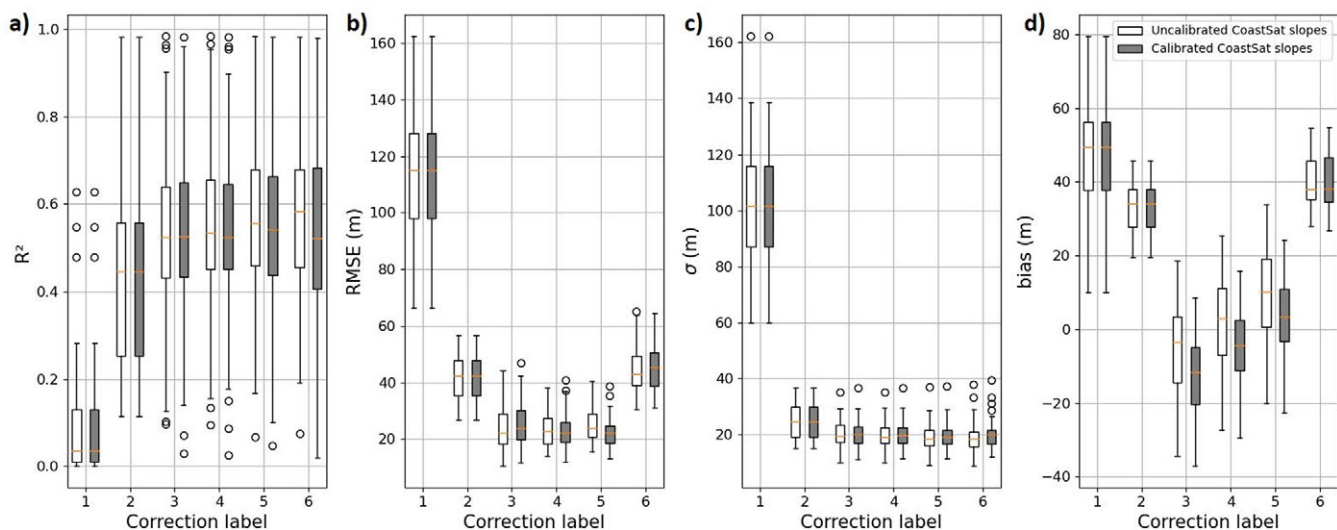 a)
1.0
0.8
0.6
0.4
0.2
0.0
R²
1 2 3 4 5 6
Correction label
b)
160
140
120
100
80
60
40
20
RMSE (m)
1 2 3 4 5 6
Correction label
c)
160
140
120
100
80
60
40
20
σ (m)
1 2 3 4 5 6
Correction label
d)
80
60
40
20
0
−20
−40
bias (m)
Uncalibrated CoastSat slopes
Calibrated CoastSat slopes
1 2 3 4 5 6
Correction label